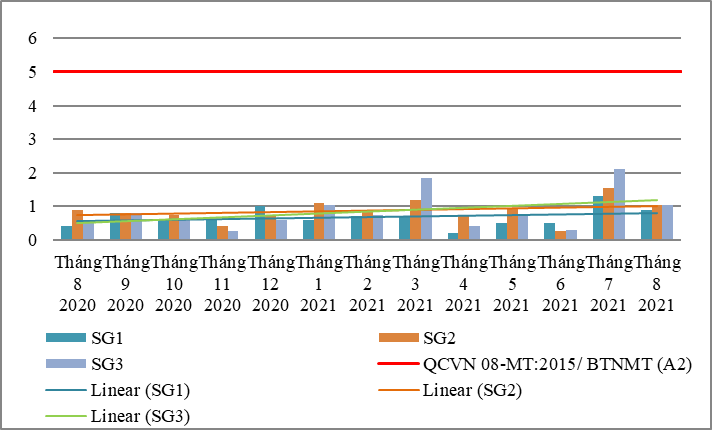 6
5
4
3
2
1
0
Tháng Tháng Tháng Tháng Tháng Tháng Tháng Tháng Tháng Tháng Tháng Tháng Tháng
8 9 10 11 12 1 2 3 4 5 6 7 8
2020 2020 2020 2020 2020 2021 2021 2021 2021 2021 2021 2021 2021
SG1 SG2
SG3 QCVN 08-MT:2015/ BTNMT (A2)
Linear (SG1) Linear (SG2)
Linear (SG3)